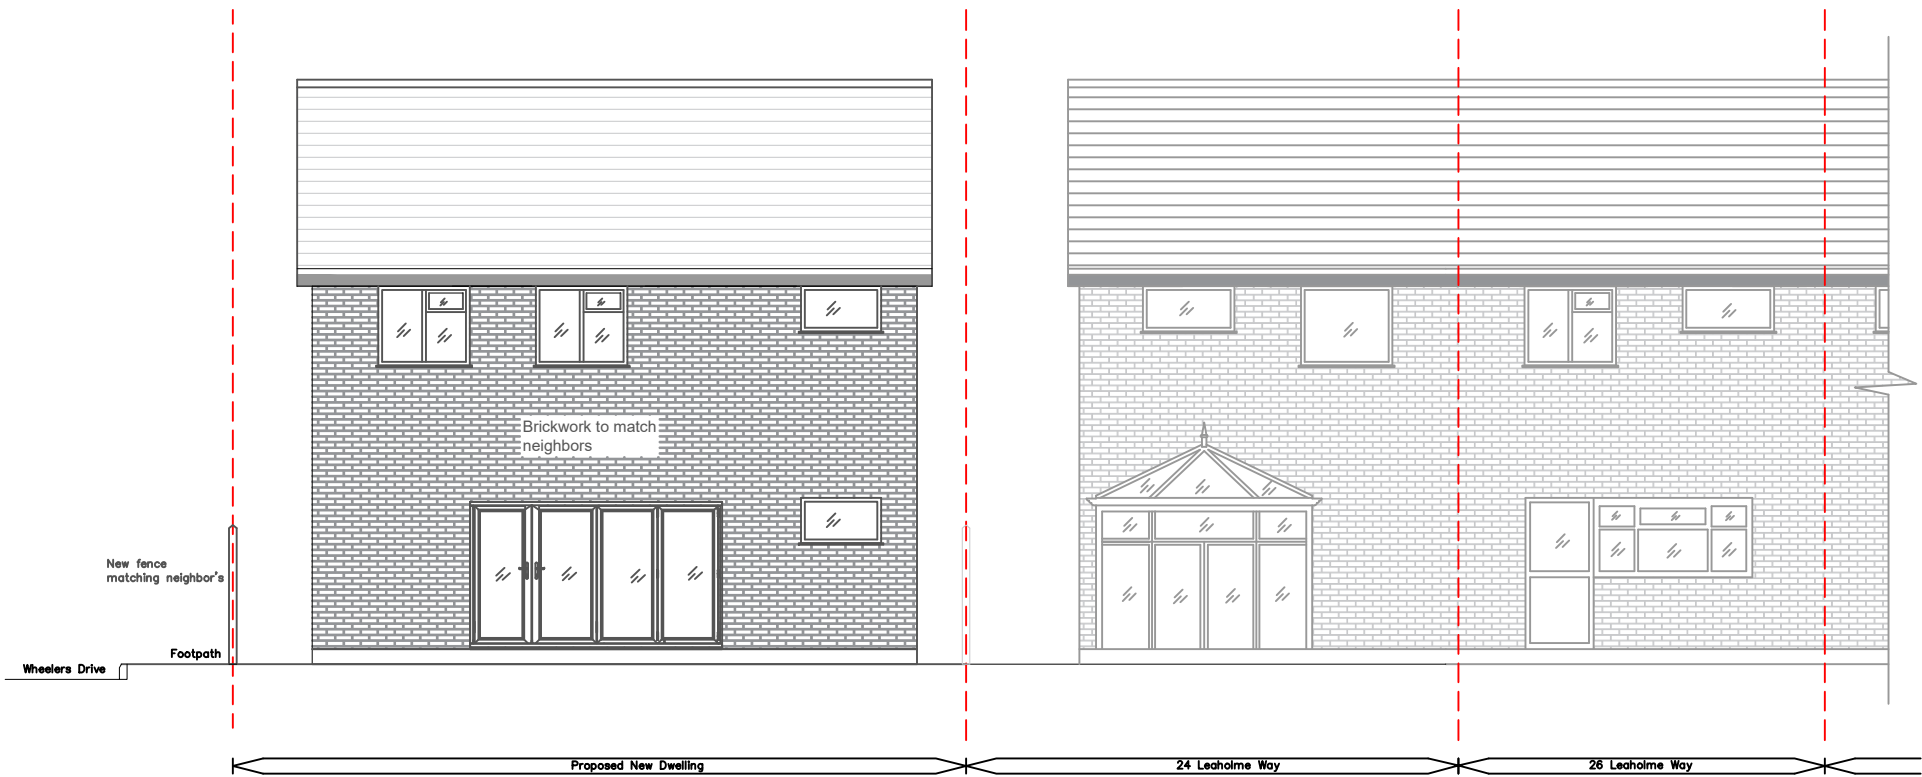 Brickwork to match
neighbors
New fence
matching neighbor's
Footpath
Wheelers Drive
Proposed New Dwelling
24 Leaholme Way
26 Leaholme Way